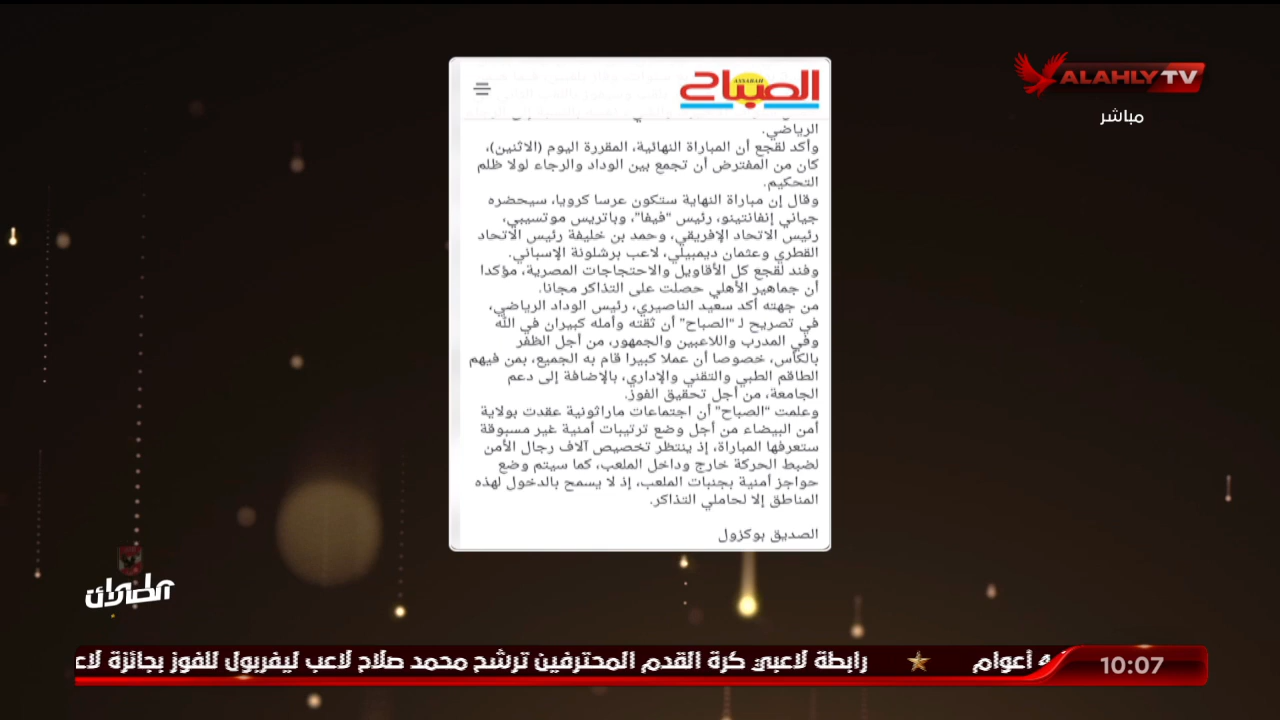 الصباح
ASSABAH
ALAHLY TV
مباشر
الرياضي.
وأكد لقجع أن المباراة النهائية، المقررة اليوم (الاثنين)،
كان من المفترض أن تجمع بين الوداد والرجاء لولا ظلم
التحكيم.
وقال إن مباراة النهاية ستكون عرسا كرويا، سيحضره
جياني إنفانتينو، رئيس "فيفا"، وباتريس موتسيبي،
رئيس الاتحاد الإفريقي، وحمد بن خليفة رئيس الاتحاد
القطري وعثمان ديمبيلي، لاعب برشلونة الإسباني.
وفند لقجع كل الأقاويل والاحتجاجات المصرية، مؤكدا
أن جماهير الأهلي حصلت على التذاكر مجانا.
من جهته أكد سعيد الناصيري، رئيس الوداد الرياضي،
في تصريح لـ "الصباح" أن ثقته وأمله كبيران في الله
وفي المدرب واللاعبين والجمهور، من أجل الظفر
بالكأس، خصوصا أن عملا كبيرا قام به الجميع، بمن فيهم
الطاقم الطبي والتقني والإداري، بالإضافة إلى دعم
الجامعة، من أجل تحقيق الفوز.
وعلمت "الصباح" أن اجتماعات ماراثونية عقدت بولاية
أمن البيضاء من أجل وضع ترتيبات أمنية غير مسبوقة
ستعرفها المباراة، إذ ينتظر تخصيص آلاف رجال الأمن
لضبط الحركة خارج وداخل الملعب، كما سيتم وضع
حواجز أمنية بجنبات الملعب، إذ لا يسمح بالدخول لهذه
المناطق إلا لحاملي التذاكر.
الصديق بوكزول
أعوام ★ رابطة لاعبي كرة القدم المحترفين ترشح محمد صلاح لاعب ليفربول للفوز بجائزة
10:07